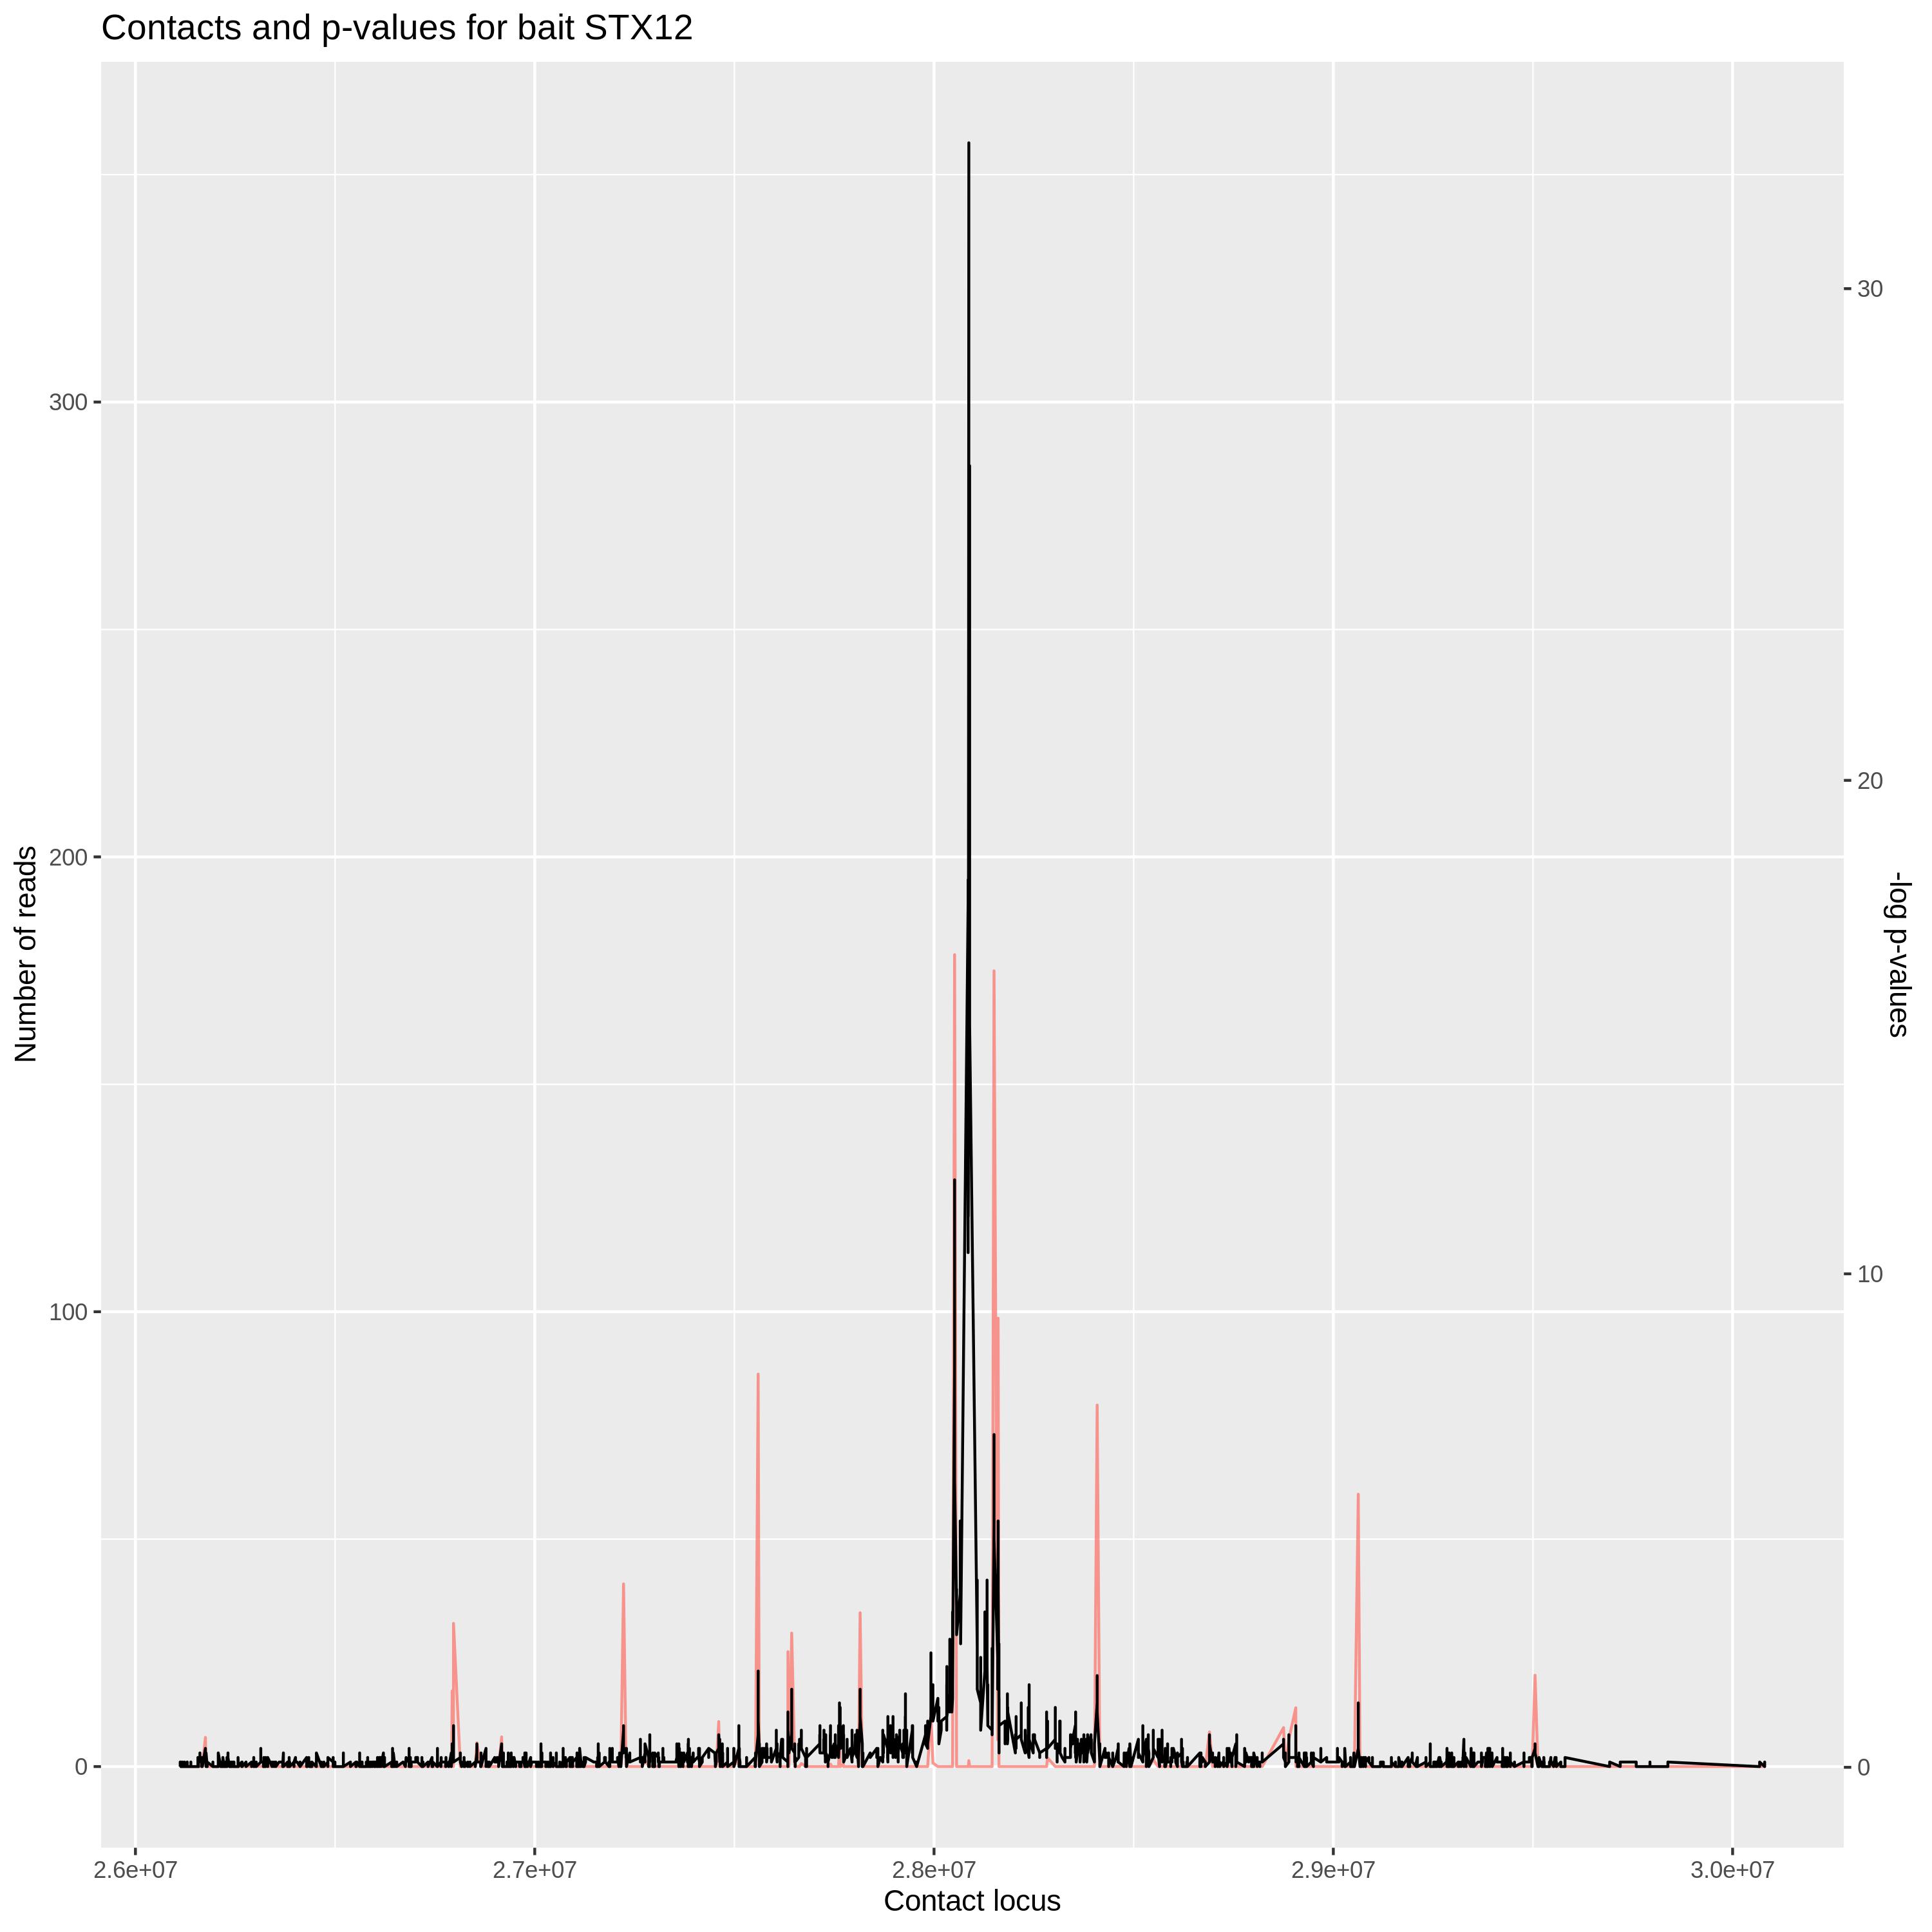 Contacts and p-values for bait STX12
Number of reads
300
200
100
0
30
20
10
0
-log p-values
2.6e+07
2.7e+07
2.8e+07
2.9e+07
3.0e+07
Contact locus